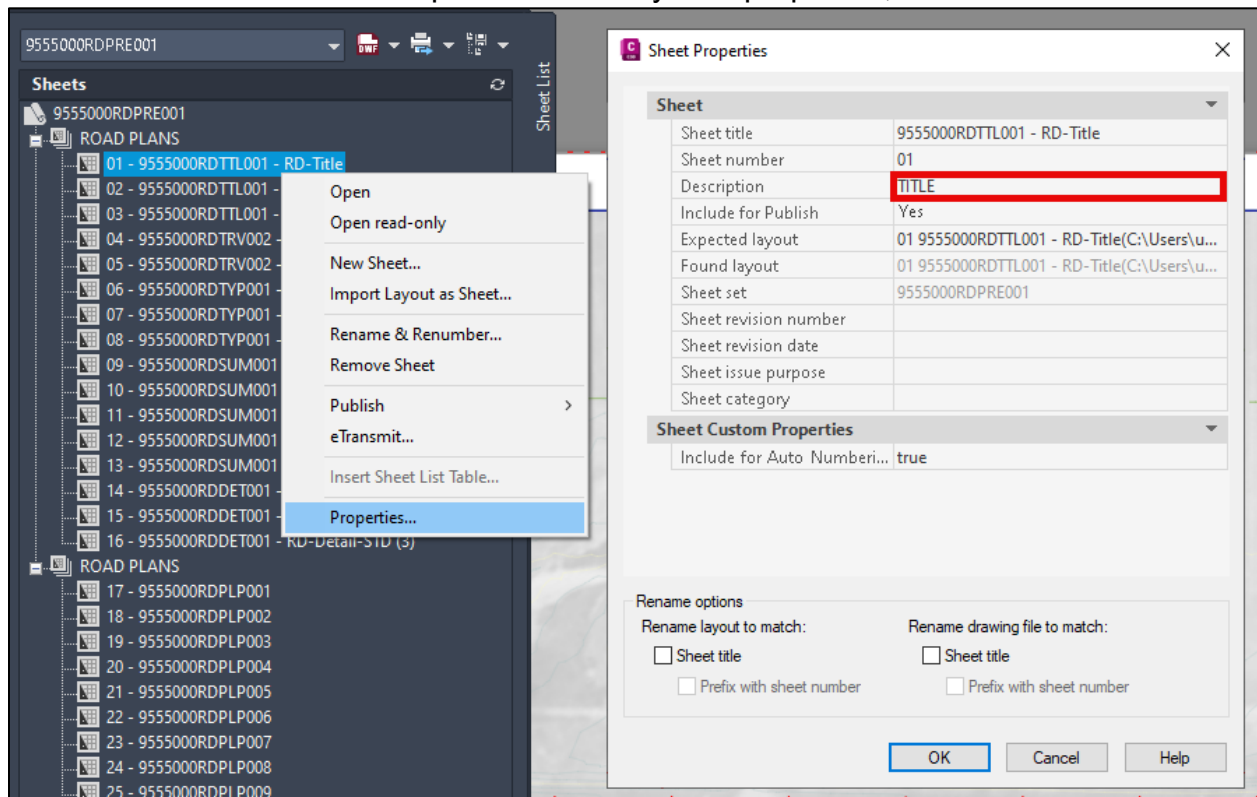 9555000RDPRE001
DWF
Sheets
Sheet List
9555000RDPRE001
ROAD PLANS
01 - 9555000RDTTL001 - RD-Title
02 - 9555000RDTTL001 -
03 - 9555000RDTTL001 -
04 - 9555000RDTRV002 -
05 - 9555000RDTRV002 -
06 - 9555000RDTYP001 -
07 - 9555000RDTYP001 -
08 - 9555000RDTYP001 -
09 - 9555000RDSUM001
10 - 9555000RDSUM001
11 - 9555000RDSUM001
12 - 9555000RDSUM001
13 - 9555000RDSUM001
14 - 9555000RDDET001 -
15 - 9555000RDDET001 -
16 - 9555000RDDET001 - RD-Detail-STD (3)
ROAD PLANS
17 - 9555000RDPLP001
18 - 9555000RDPLP002
19 - 9555000RDPLP003
20 - 9555000RDPLP004
21 - 9555000RDPLP005
22 - 9555000RDPLP006
23 - 9555000RDPLP007
24 - 9555000RDPLP008
25 - 9555000RDPLP009
Open
Open read-only
New Sheet...
Import Layout as Sheet...
Rename & Renumber...
Remove Sheet
Publish
eTransmit...
Insert Sheet List Table...
Properties...
Sheet Properties
Sheet
Sheet title 9555000RDTTL001 - RD-Title
Sheet number 01
Description TITLE
Include for Publish Yes
Expected layout 01 9555000RDTTL001 - RD-Title(C:\Users\u...
Found layout 01 9555000RDTTL001 - RD-Title(C:\Users\u...
Sheet set 9555000RDPRE001
Sheet revision number
Sheet revision date
Sheet issue purpose
Sheet category
Sheet Custom Properties
Include for Auto Numberi... true
Rename options
Rename layout to match: Rename drawing file to match:
Sheet title Sheet title
Prefix with sheet number Prefix with sheet number
OK Cancel Help